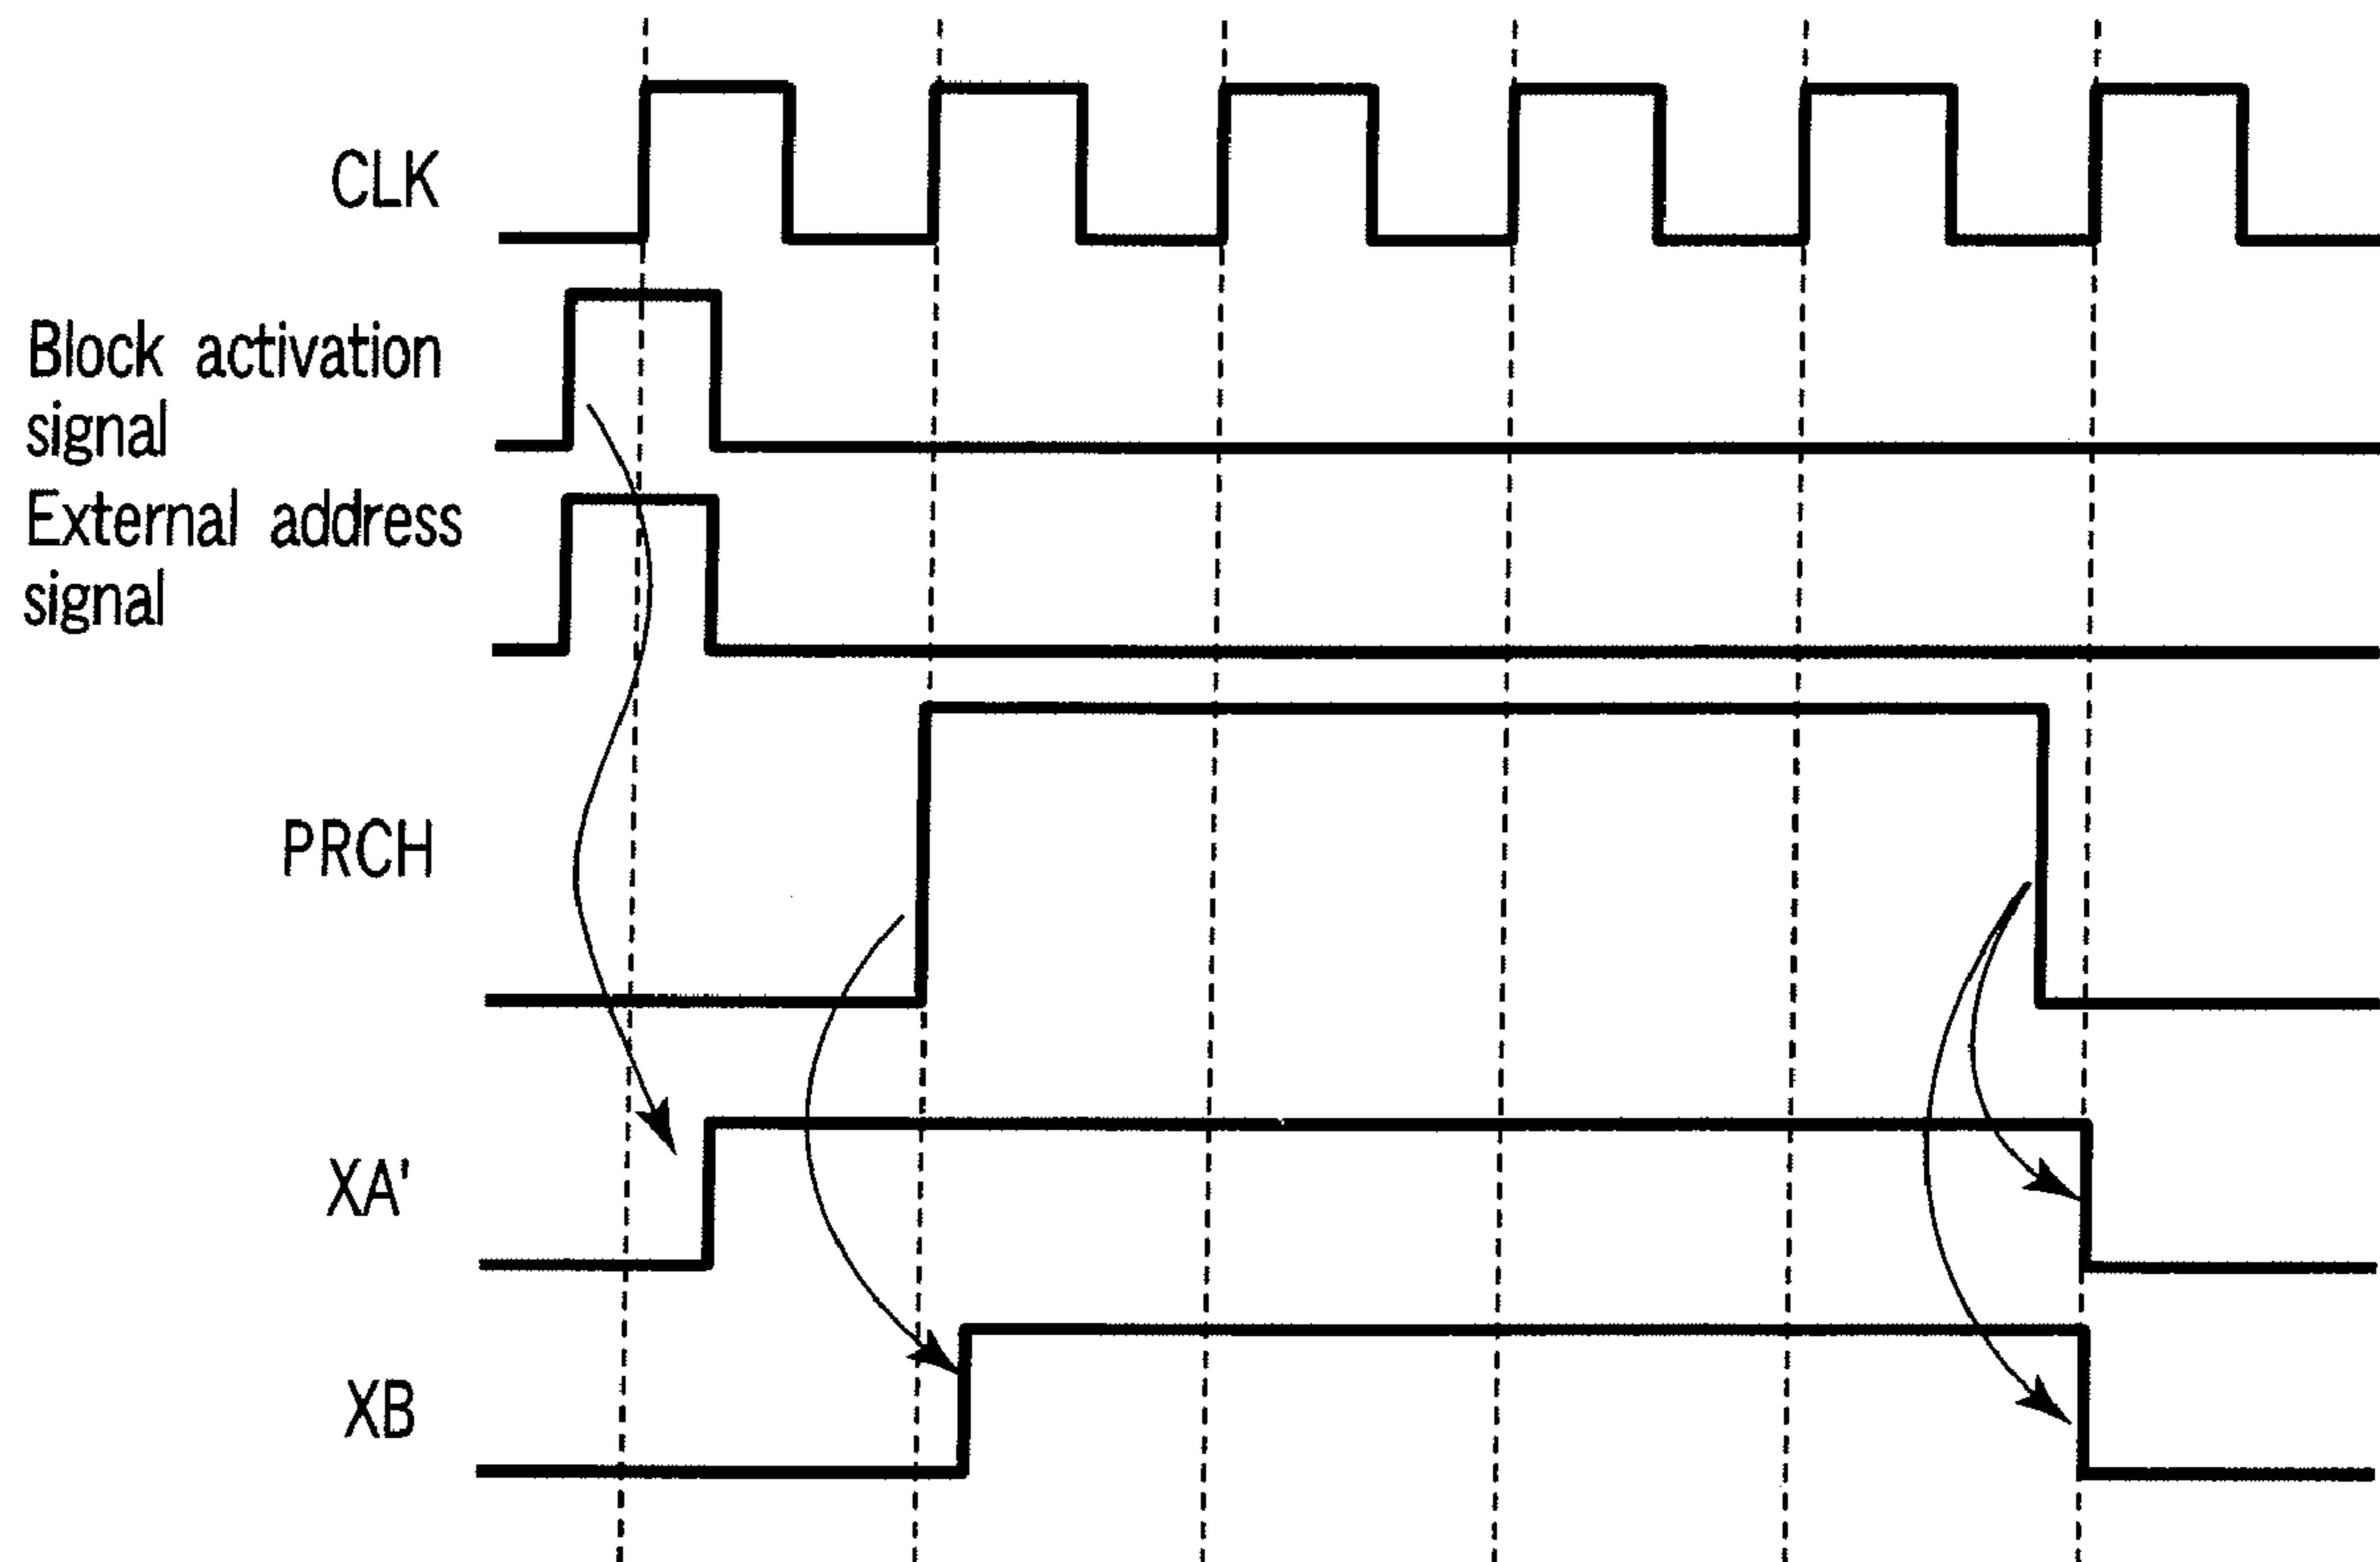 CLK
Block activation
signal
External address
signal
PRCH
XA'
XB